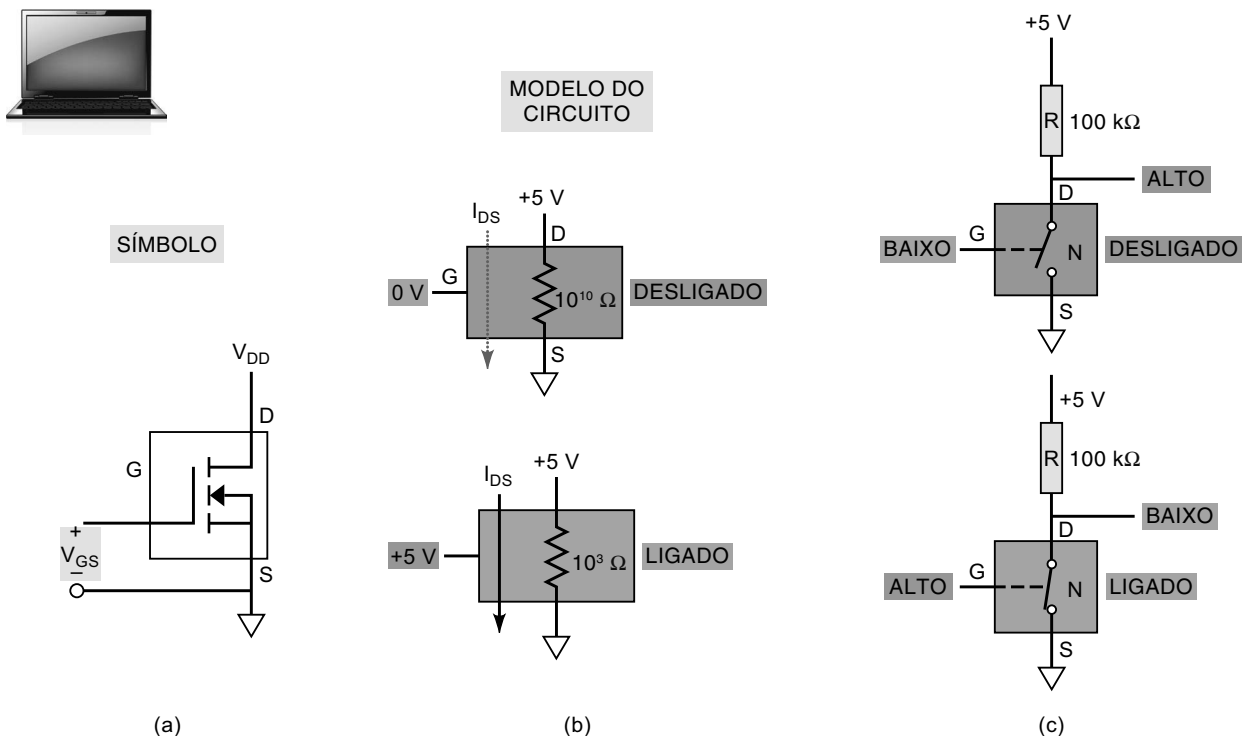 SÍMBOLO
V_DD
D
G
+
V_GS
−
S
(a)
MODELO DO
CIRCUITO
+5 V
I_DS
D
G
0 V
10¹⁰ Ω
DESLIGADO
S
+5 V
I_DS
+5 V
10³ Ω
LIGADO
(b)
+5 V
R 100 kΩ
ALTO
D
G
BAIXO
N
DESLIGADO
S
+5 V
R 100 kΩ
BAIXO
D
G
ALTO
N
LIGADO
S
(c)